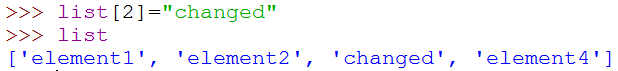 >>> list[2]="changed"
>>> list
['element1', 'element2', 'changed', 'element4']